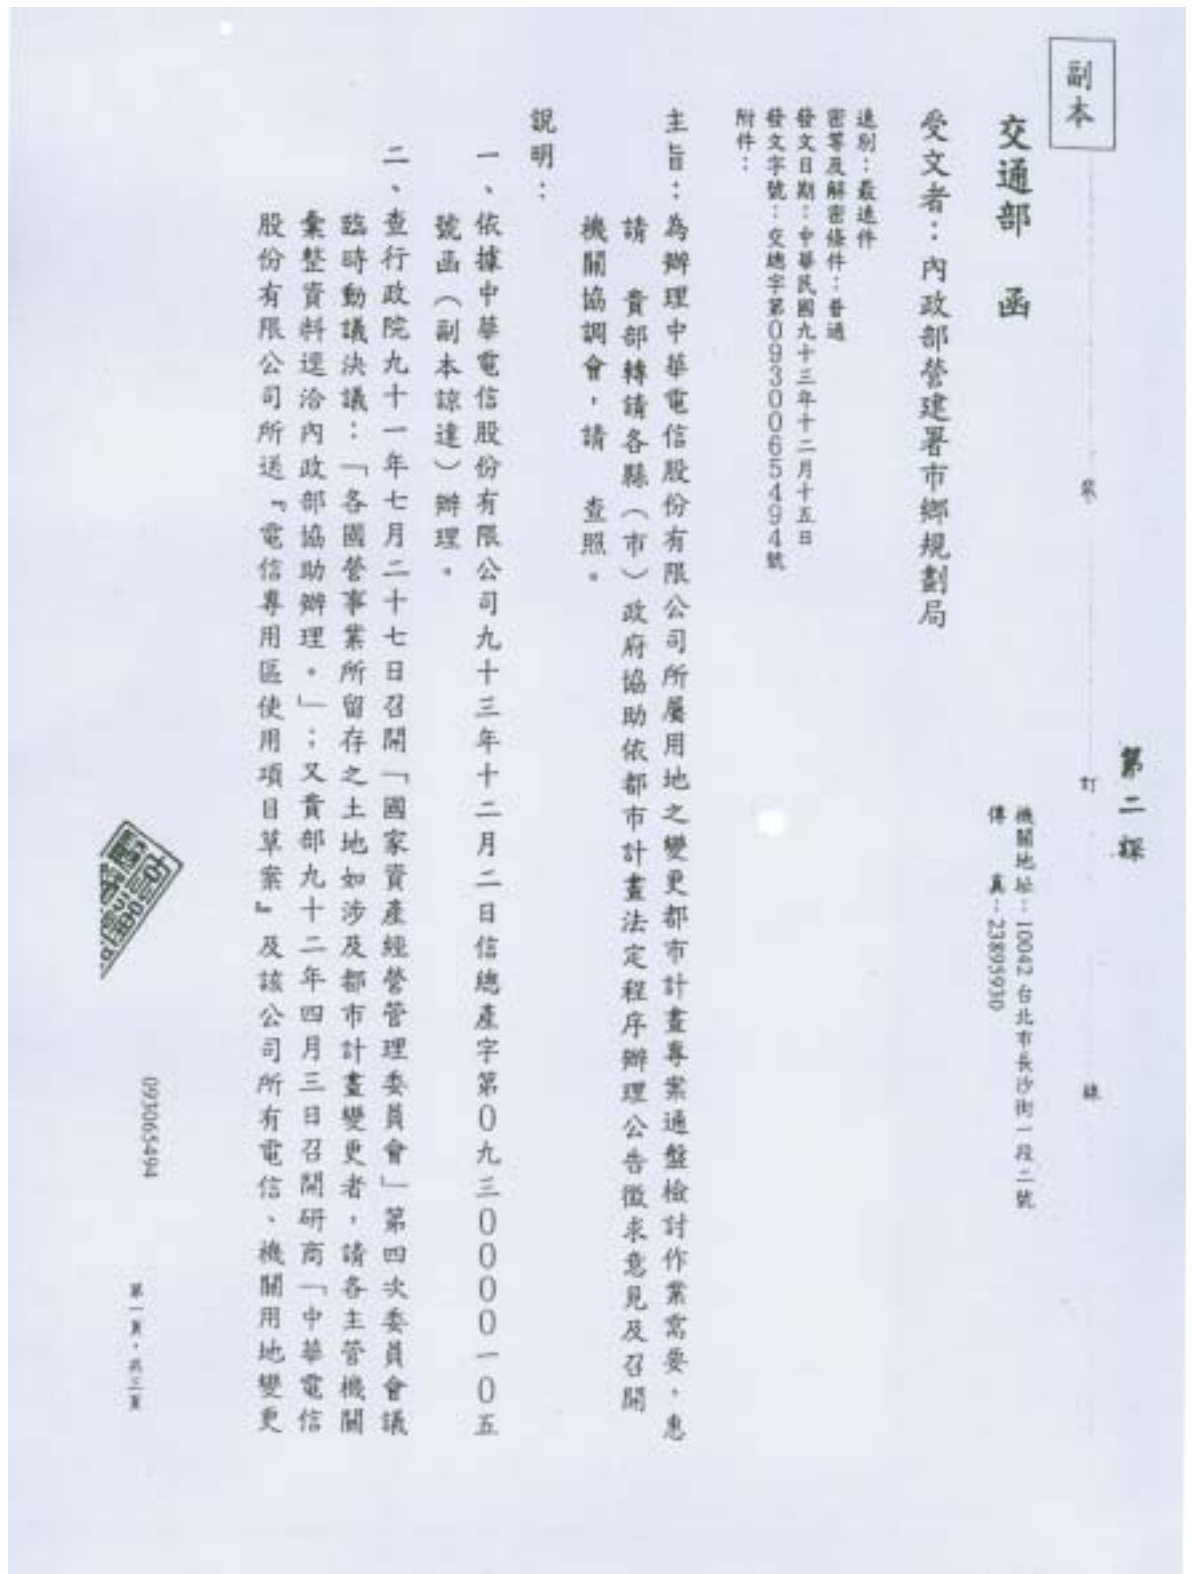 副本
第二課
裝
訂
線
交通部　函
機關地址：10042台北市長沙街一段二號
傳　真：23895930
受文者：內政部營建署市鄉規劃局
速別：最速件
密等及解密條件：普通
發文日期：中華民國九十三年十二月十五日
發文字號：交總字第0930065494號
附件：
主旨：為辦理中華電信股份有限公司所屬用地之變更都市計畫專案通盤檢討作業需要，惠
請　貴部轉請各縣（市）政府協助依都市計畫法定程序辦理公告徵求意見及召開
機關協調會，請　查照。
說明：
一、依據中華電信股份有限公司九十三年十二月二日信總產字第０九三００００一０五
號函（副本諒達）辦理。
二、查行政院九十一年七月二十七日召開「國家資產經營管理委員會」第四次委員會議
臨時動議決議：「各國營事業所留存之土地如涉及都市計畫變更者，請各主管機關
彙整資料逕洽內政部協助辦理。」；又貴部九十二年四月三日召開研商「中華電信
股份有限公司所送『電信專用區使用項目草案』及該公司所有電信、機關用地變更
093065494
第一頁，共三頁